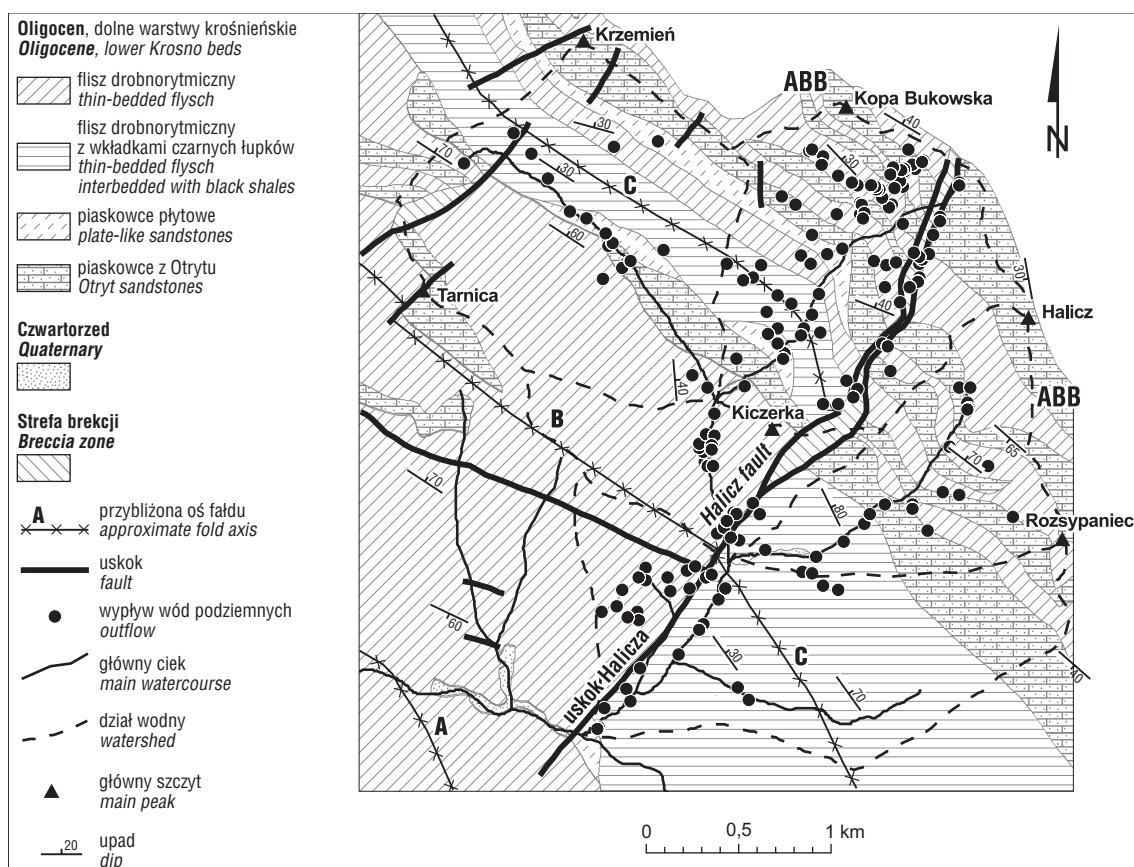 Oligocen, dolne warstwy krośnieńskie
Oligocene, lower Krosno beds
flisz drobnorytmiczny
thin-bedded flysch
flisz drobnorytmiczny
z wkładkami czarnych łupków
thin-bedded flysch
interbedded with black shales
piaskowce płytowe
plate-like sandstones
piaskowce z Otrytu
Otryt sandstones
Czwartorzęd
Quaternary
Strefa brekcji
Breccia zone
A
przybliżona oś fałdu
approximate fold axis
uskok
fault
wypływ wód podziemnych
outflow
główny ciek
main watercourse
dział wodny
watershed
główny szczyt
main peak
20
upad
dip
Krzemień
ABB
Kopa Bukowska
40
N
30
70
30
30
C
60
Tarnica
30
Halicz
40
40
ABB
B
Kiczerka
65
70
70
Halicz fault
80
Rozsypaniec
60
uskok Halicza
30
C
40
70
A
0
0,5
1 km